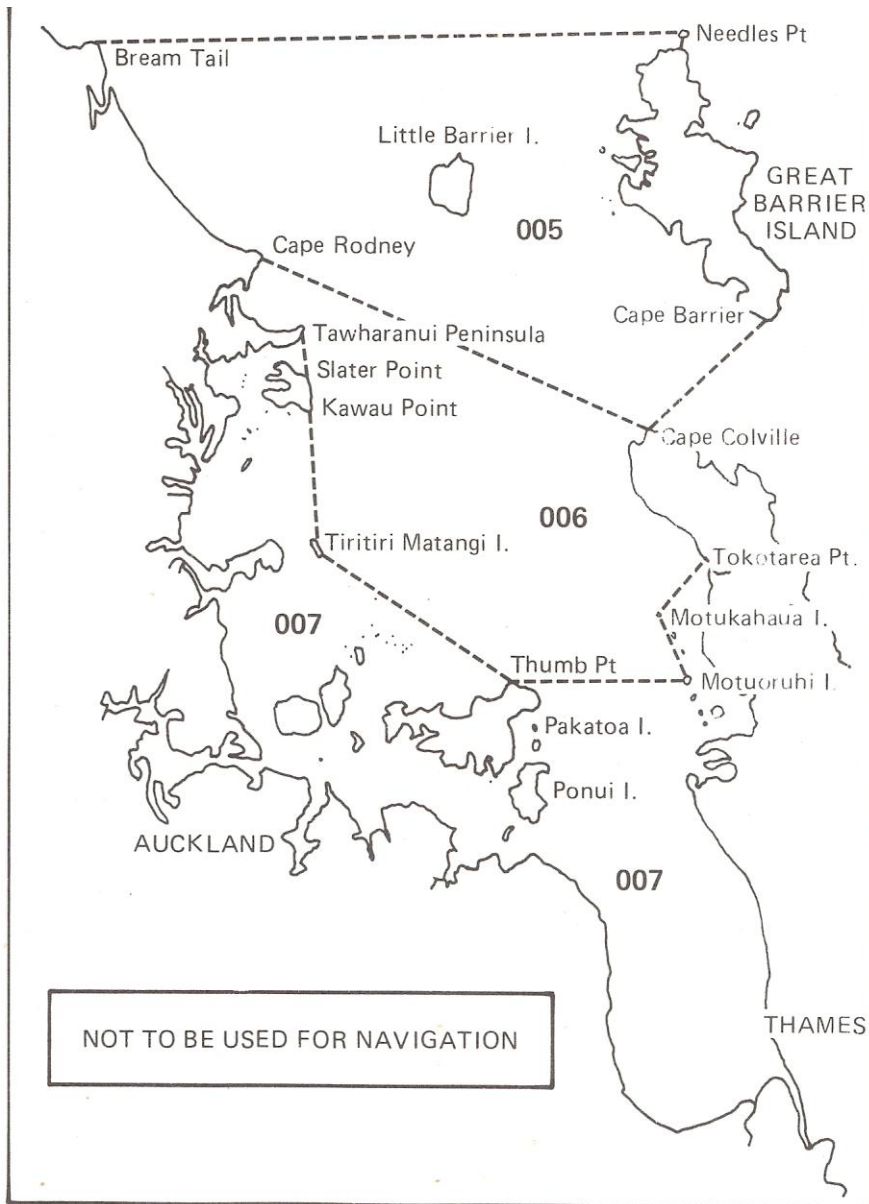 Needles Pt
Bream Tail
Little Barrier I.
GREAT
BARRIER
ISLAND
005
Cape Rodney
Cape Barrier
Tawharanui Peninsula
Slater Point
Kawau Point
Cape Colville
006
Tiritiri Matangi I.
Tokotarea Pt.
Motukahaua I.
007
Thumb Pt
Motuoruhi I.
Pakatoa I.
Ponui I.
AUCKLAND
007
THAMES
NOT TO BE USED FOR NAVIGATION